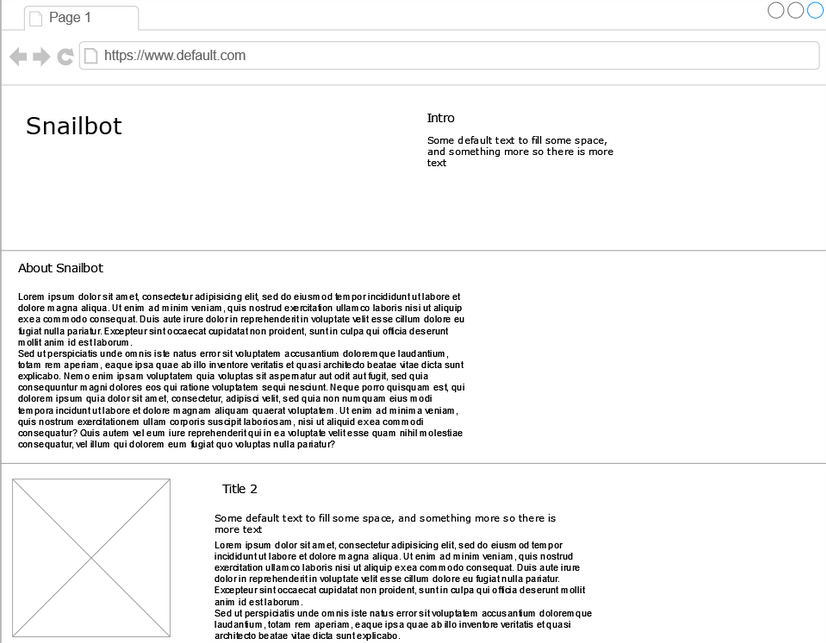 Page 1
https://www.default.com
Snailbot
Intro
Some default text to fill some space,
and something more so there is more
text
About Snailbot
Lorem ipsum dolor sit amet, consectetur adipisicing elit, sed do eiusmod tempor incididunt ut labore et
dolore magna aliqua. Ut enim ad minim veniam, quis nostrud exercitation ullamco laboris nisi ut aliquip
ex ea commodo consequat. Duis aute irure dolor in reprehenderit in voluptate velit esse cillum dolore eu
fugiat nulla pariatur. Excepteur sint occaecat cupidatat non proident, sunt in culpa qui officia deserunt
mollit anim id est laborum.
Sed ut perspiciatis unde omnis iste natus error sit voluptatem accusantium doloremque laudantium,
totam rem aperiam, eaque ipsa quae ab illo inventore veritatis et quasi architecto beatae vitae dicta sunt
explicabo. Nemo enim ipsam voluptatem quia voluptas sit aspernatur aut odit aut fugit, sed quia
consequuntur magni dolores eos qui ratione voluptatem sequi nesciunt. Neque porro quisquam est, qui
dolorem ipsum quia dolor sit amet, consectetur, adipisci velit, sed quia non numquam eius modi
tempora incidunt ut labore et dolore magnam aliquam quaerat voluptatem. Ut enim ad minima veniam,
quis nostrum exercitationem ullam corporis suscipit laboriosam, nisi ut aliquid ex ea commodi
consequatur? Quis autem vel eum iure reprehenderit qui in ea voluptate velit esse quam nihil molestiae
consequatur, vel illum qui dolorem eum fugiat quo voluptas nulla pariatur?
Title 2
Some default text to fill some space, and something more so there is
more text
Lorem ipsum dolor sit amet, consectetur adipisicing elit, sed do eiusmod tempor
incididunt ut labore et dolore magna aliqua. Ut enim ad minim veniam, quis nostrud
exercitation ullamco laboris nisi ut aliquip ex ea commodo consequat. Duis aute irure
dolor in reprehenderit in voluptate velit esse cillum dolore eu fugiat nulla pariatur.
Excepteur sint occaecat cupidatat non proident, sunt in culpa qui officia deserunt mollit
anim id est laborum.
Sed ut perspiciatis unde omnis iste natus error sit voluptatem accusantium doloremque
laudantium, totam rem aperiam, eaque ipsa quae ab illo inventore veritatis et quasi
architecto beatae vitae dicta sunt explicabo.